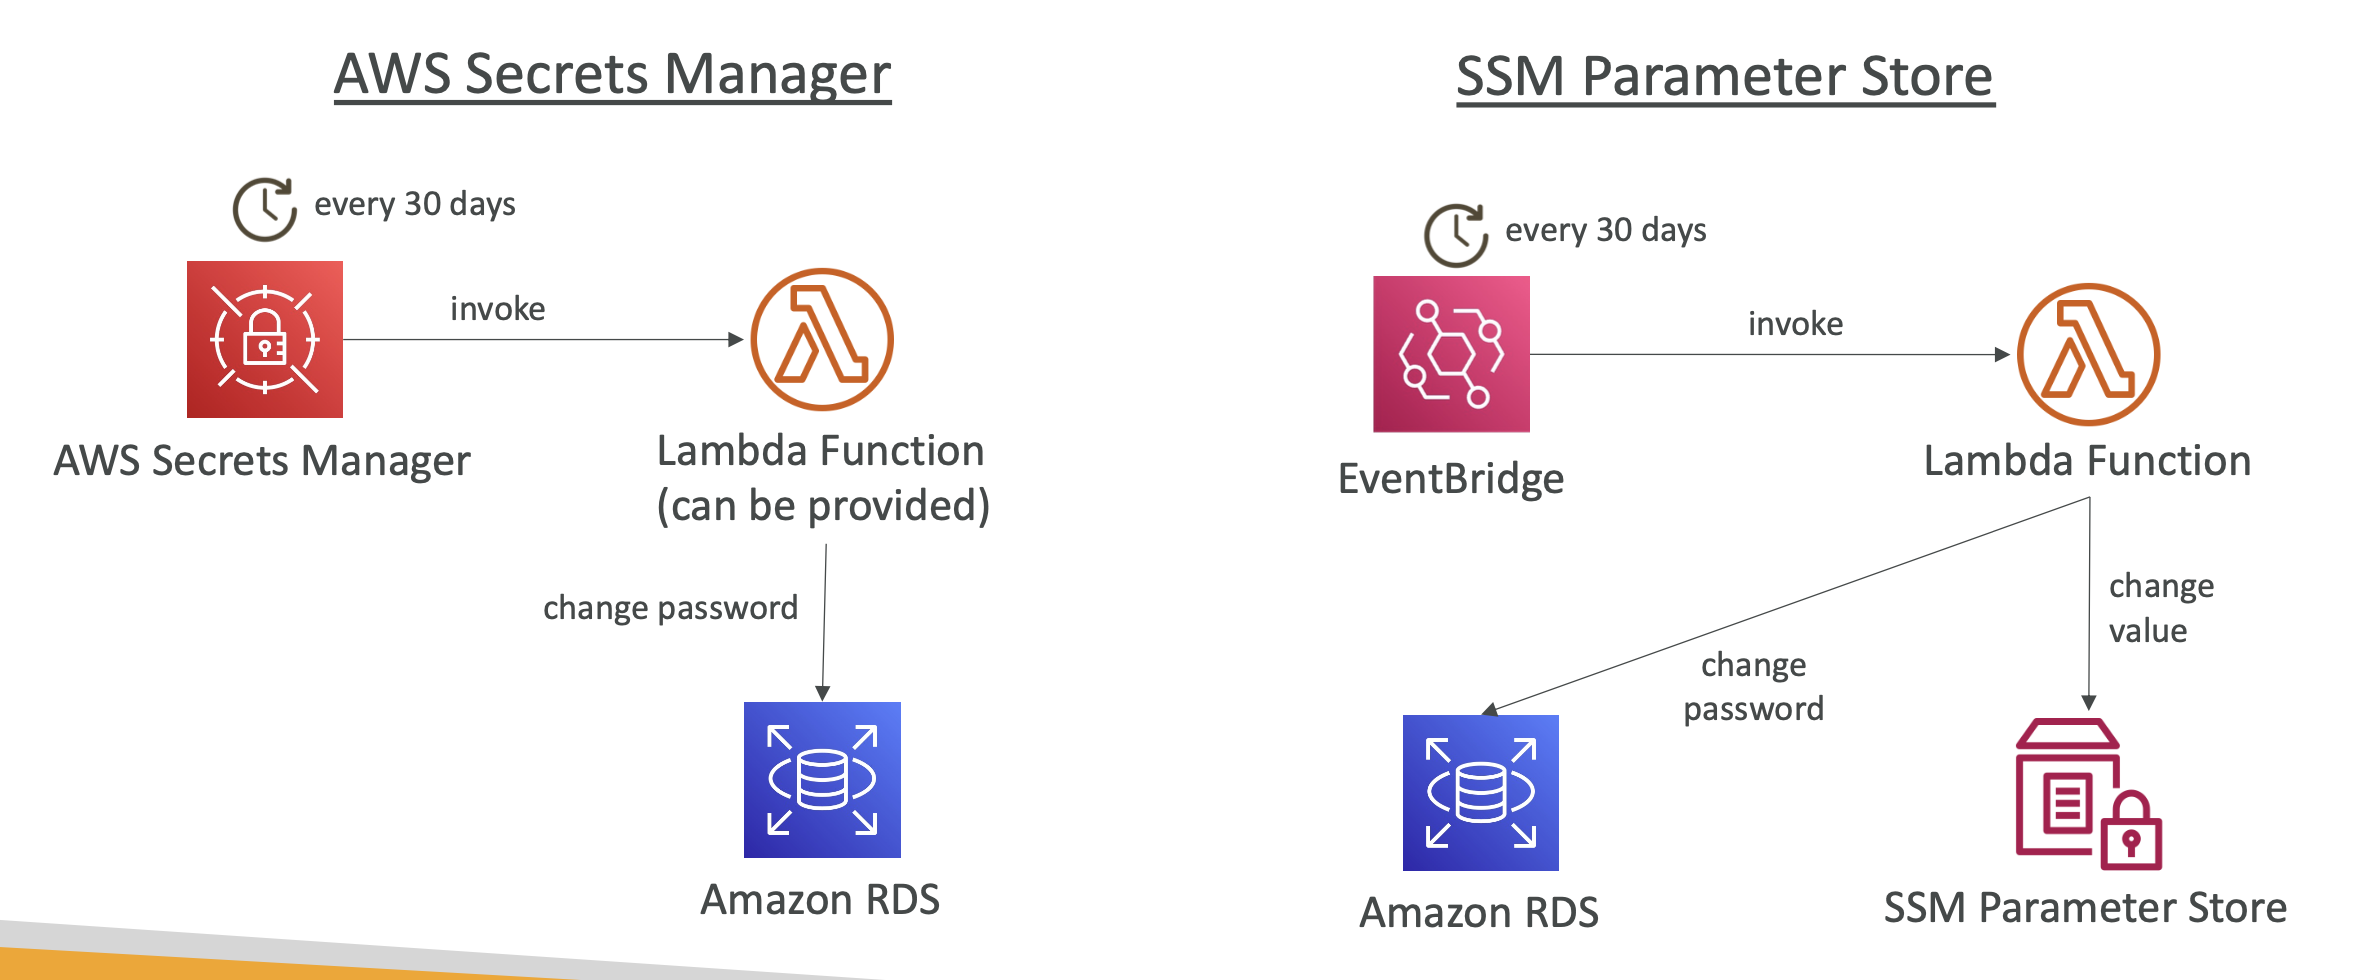 AWS Secrets Manager
every 30 days
invoke
AWS Secrets Manager
Lambda Function
(can be provided)
change password
Amazon RDS
SSM Parameter Store
every 30 days
invoke
EventBridge
Lambda Function
change
value
change
password
Amazon RDS
SSM Parameter Store